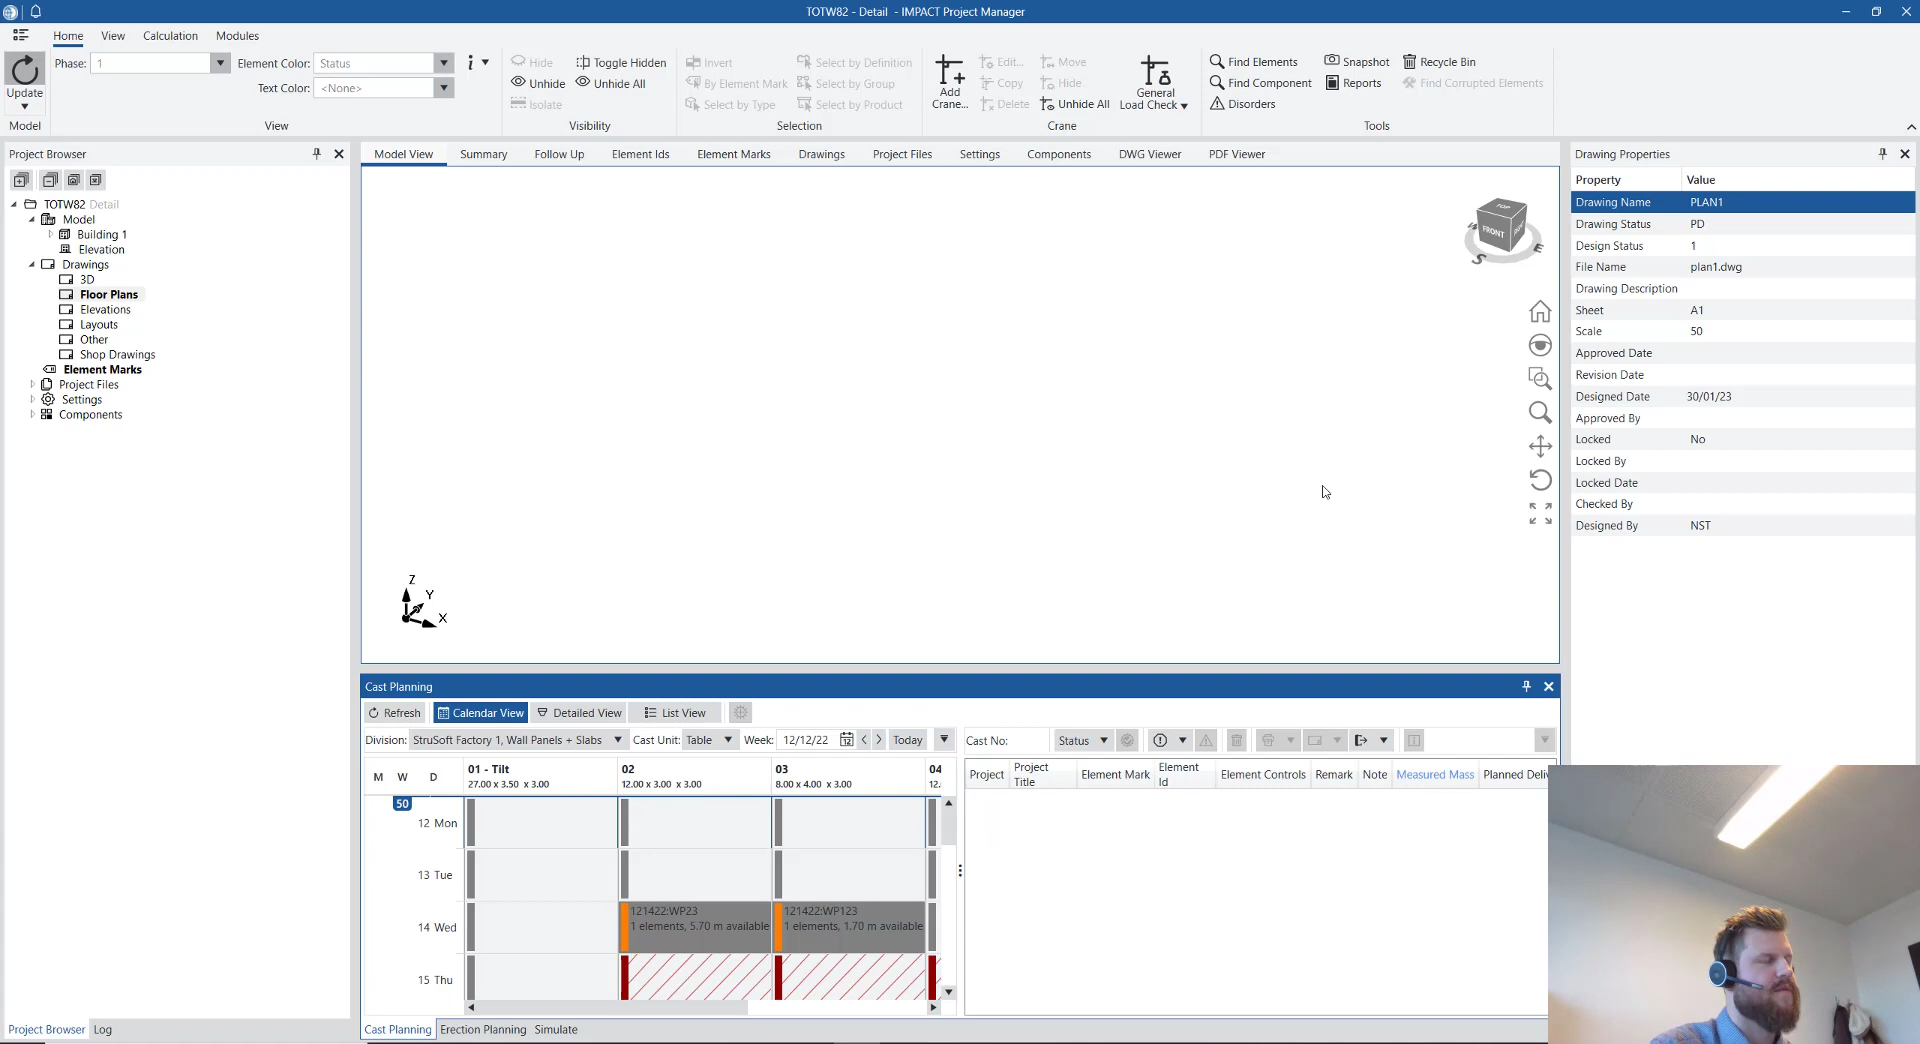 TOTW82 - Detail - IMPACT Project Manager
Home View Calculation Modules
Update
Model
Phase: 1
Element Color: Status
Text Color: <None>
View
Hide Toggle Hidden
Unhide Unhide All
Isolate
Visibility
Invert Select by Definition
By Element Mark Select by Group
Select by Type Select by Product
Selection
Add
Crane...
Edit... Move
Copy Hide
Delete Unhide All
General
Load Check
Crane
Find Elements Snapshot Recycle Bin
Find Component Reports Find Corrupted Elements
Disorders
Tools
Project Browser
TOTW82 Detail
Model
Building 1
Elevation
Drawings
3D
Floor Plans
Elevations
Layouts
Other
Shop Drawings
Element Marks
Project Files
Settings
Components
Project Browser Log
Model View Summary Follow Up Element Ids Element Marks Drawings Project Files Settings Components DWG Viewer PDF Viewer
TOP
FRONT
S E
Z
Y
X
Drawing Properties
Property Value
Drawing Name PLAN1
Drawing Status PD
Design Status 1
File Name plan1.dwg
Drawing Description
Sheet A1
Scale 50
Approved Date
Revision Date
Designed Date 30/01/23
Approved By
Locked No
Locked By
Locked Date
Checked By
Designed By NST
Cast Planning
Refresh Calendar View Detailed View List View
Division: StruSoft Factory 1, Wall Panels + Slabs Cast Unit: Table Week: 12/12/22 12 Today
M W D
01 - Tilt
27.00 x 3.50 x 3.00
02
12.00 x 3.00 x 3.00
03
8.00 x 4.00 x 3.00
04
12.
50
12 Mon
13 Tue
14 Wed
121422:WP23
1 elements, 5.70 m available
121422:WP123
1 elements, 1.70 m available
15 Thu
Cast No: Status
Project Project Title Element Mark Element Id Element Controls Remark Note Measured Mass Planned Deliv
Cast Planning Erection Planning Simulate